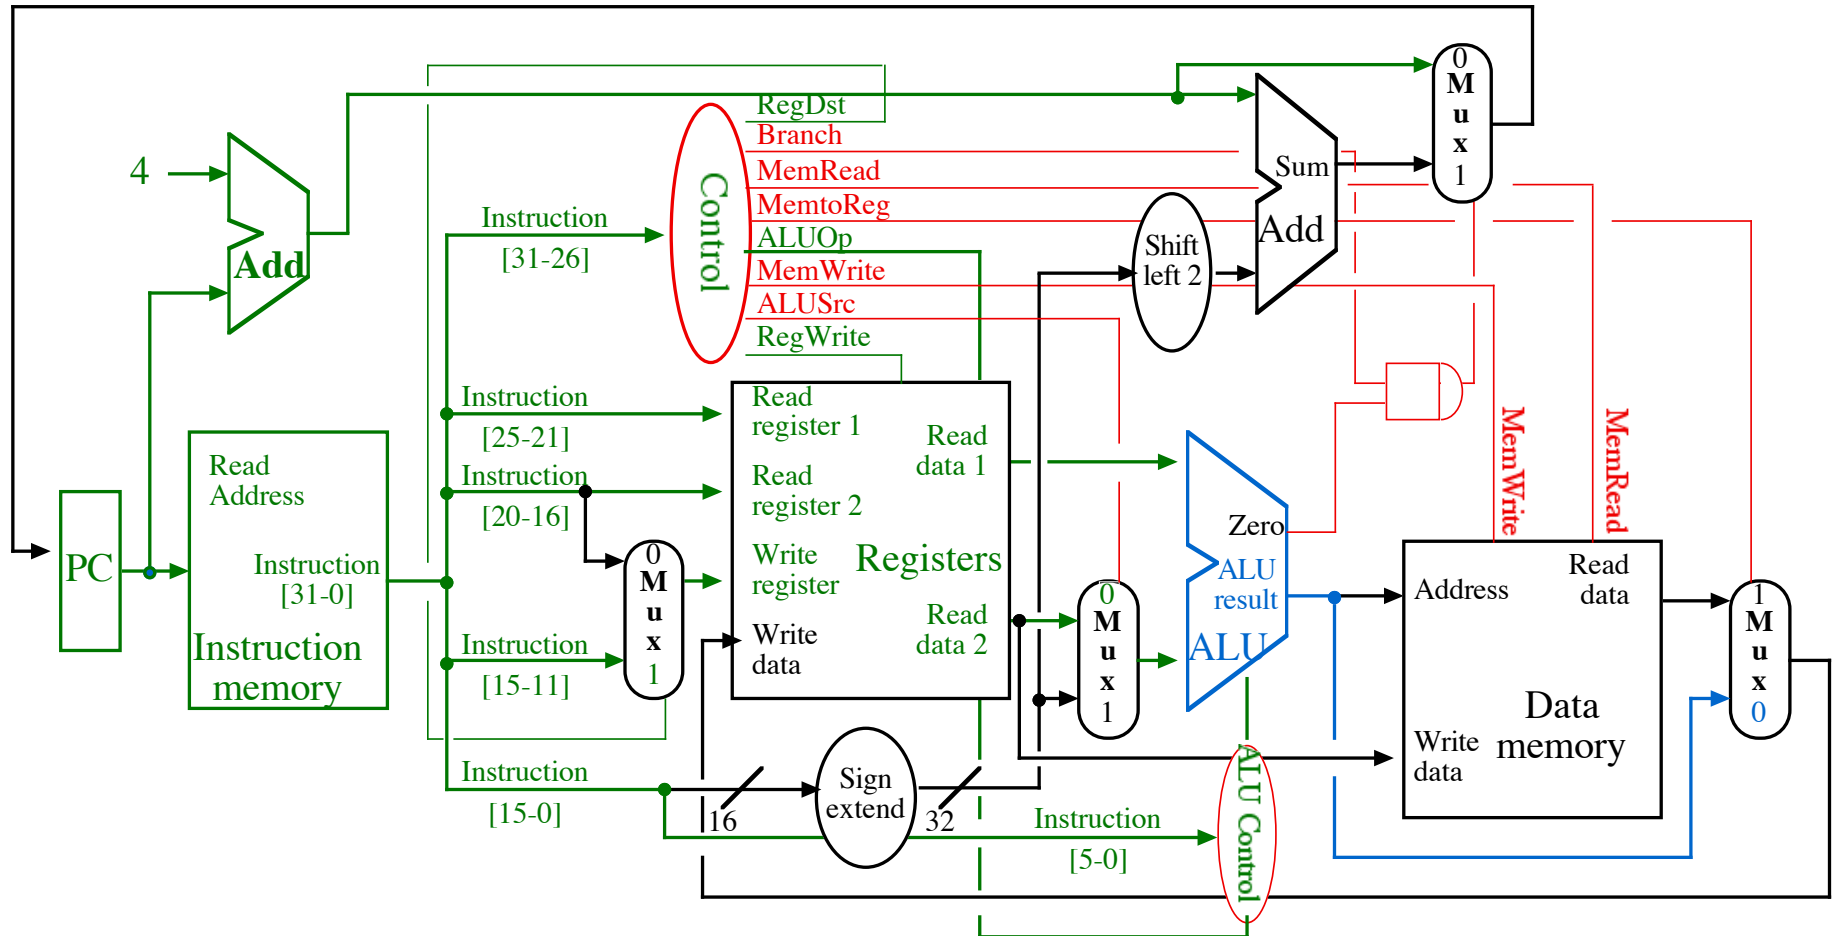 0
M
u
x
1
RegDst
Branch
MemRead
MemtoReg
ALUOp
MemWrite
ALUSrc
RegWrite
Control
4
Add
Instruction
[31-26]
Sum
Add
Shift
left 2
Instruction
[25-21]
Instruction
[20-16]
Instruction
[15-11]
Instruction
[15-0]
PC
Read
Address
Instruction
[31-0]
Instruction
memory
0
M
u
x
1
Read
register 1
Read
register 2
Write
register
Write
data
Read
data 1
Registers
Read
data 2
0
M
u
x
1
Zero
ALU
result
ALU
MemWrite
MemRead
Address
Read
data
Write
data
Data
memory
1
M
u
x
0
16
Sign
extend
32
Instruction
[5-0]
ALU Control